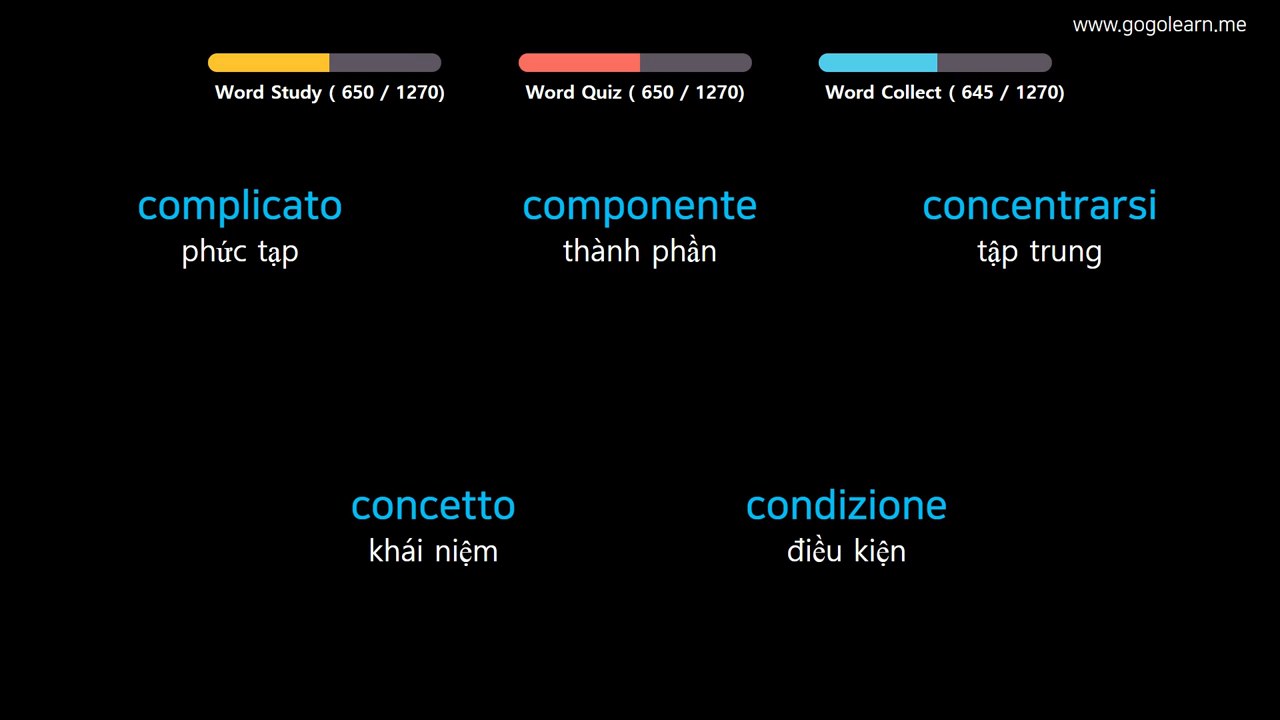 www.gogolearn.me
Word Study ( 650 / 1270)
Word Quiz ( 650 / 1270)
Word Collect ( 645 / 1270)
complicato
phức tạp
componente
thành phần
concentrarsi
tập trung
concetto
khái niệm
condizione
điều kiện